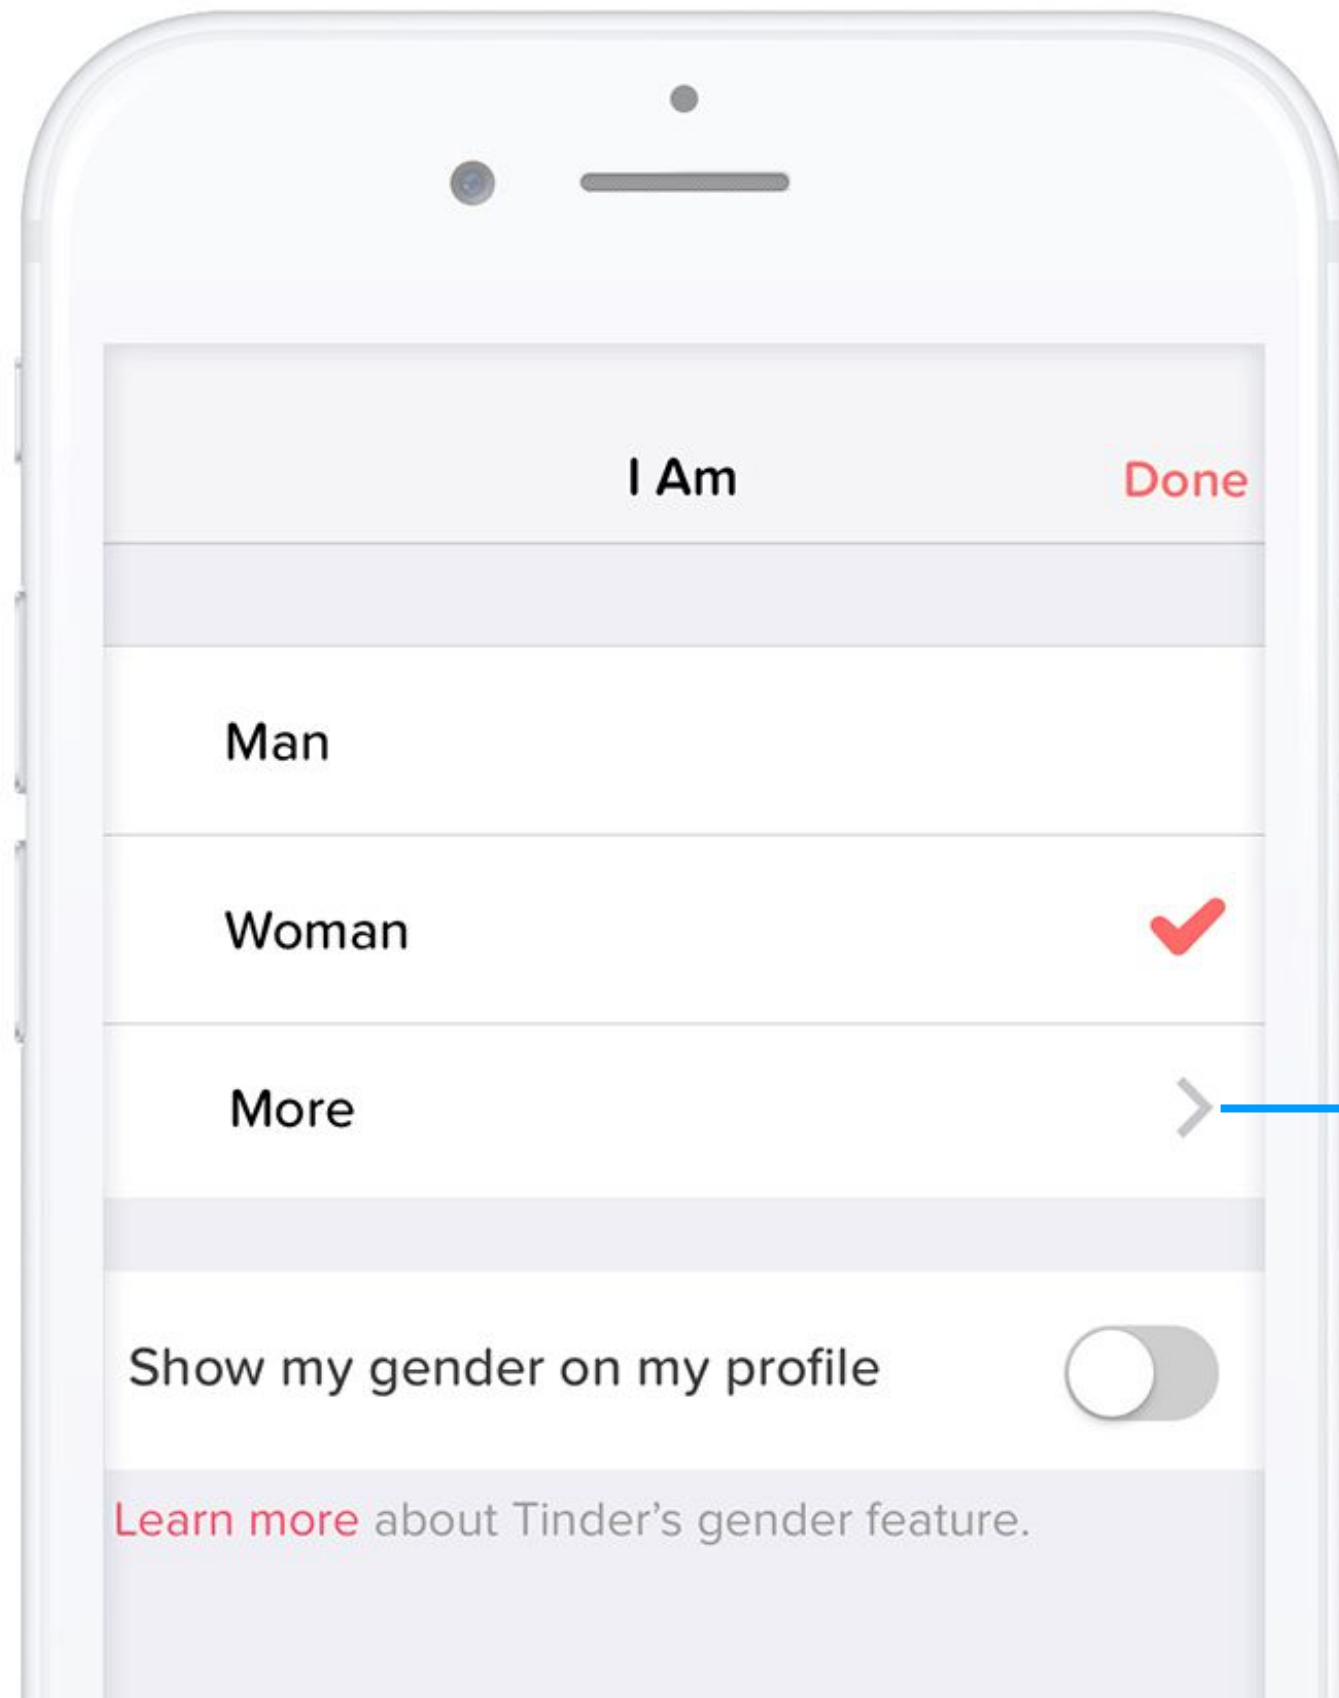 I Am
Done
Man
Woman
More
Show my gender on my profile
Learn more about Tinder's gender feature.